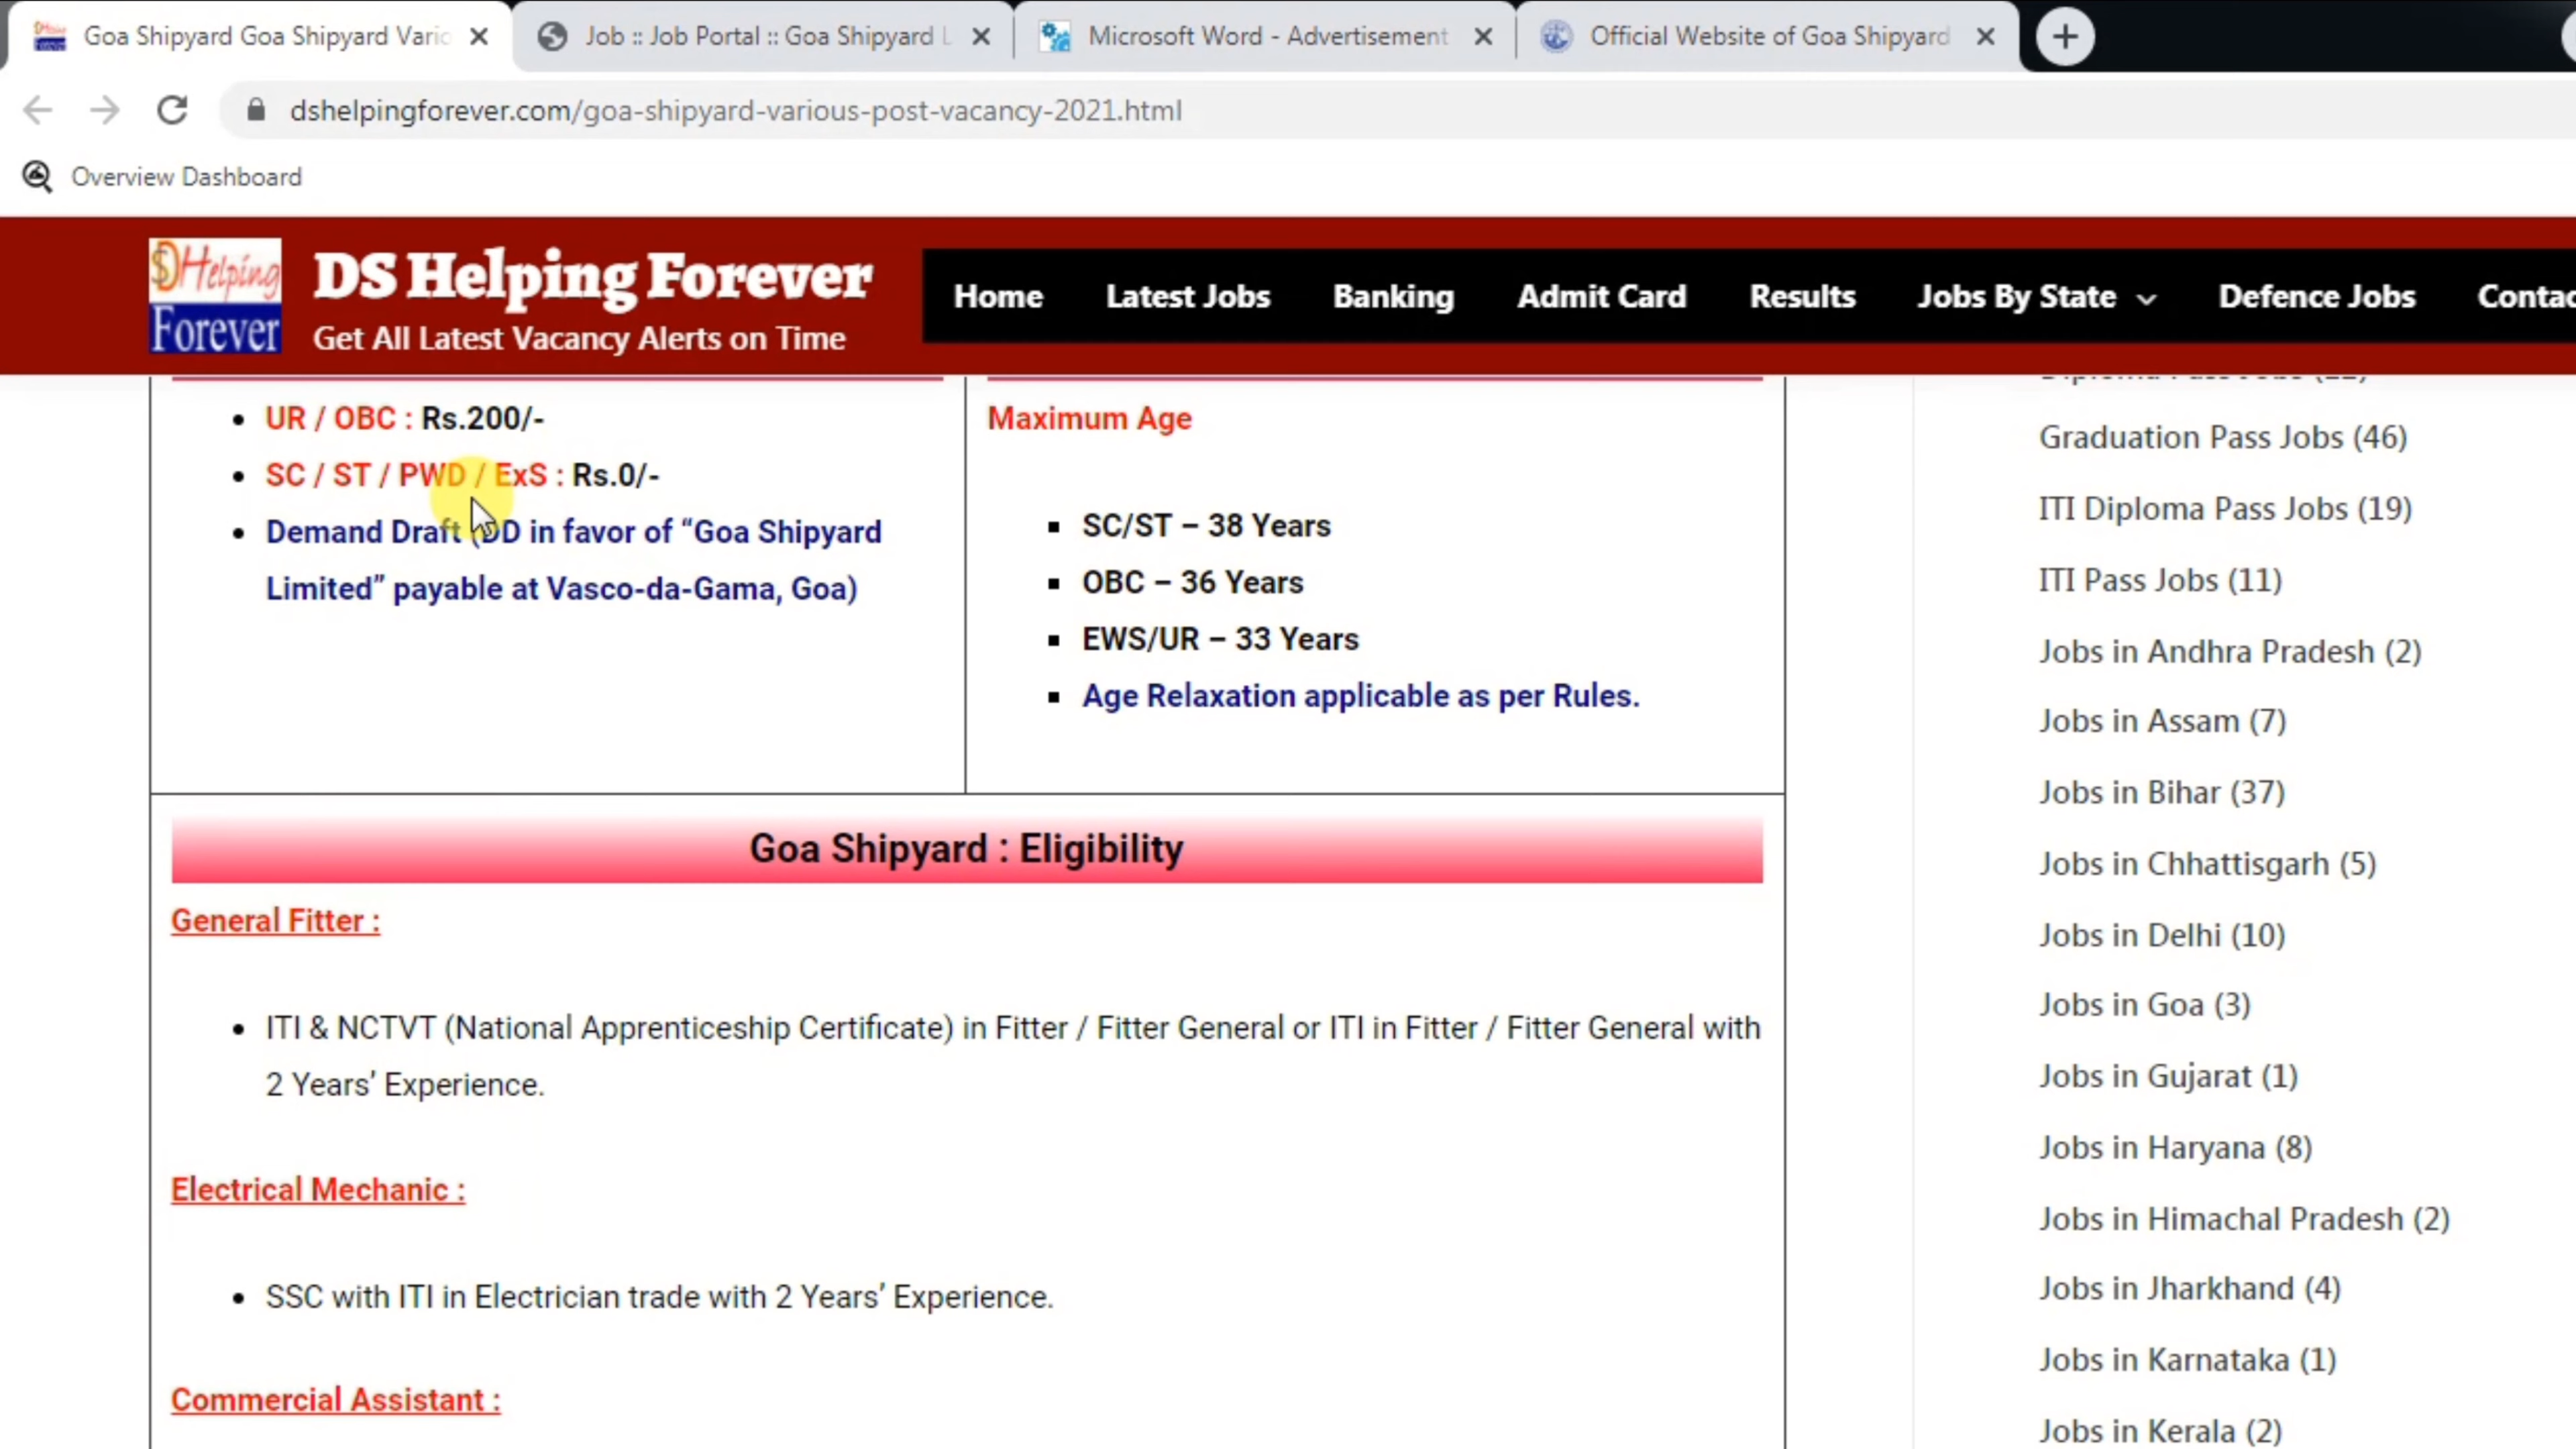 Goa Shipyard Goa Shipyard Vario
Job :: Job Portal :: Goa Shipyard L
Microsoft Word - Advertisement
Official Website of Goa Shipyard
dshelpingforever.com/goa-shipyard-various-post-vacancy-2021.html
Overview Dashboard
DHelping
Forever
DS Helping Forever
Get All Latest Vacancy Alerts on Time
Home Latest Jobs Banking Admit Card Results Jobs By State Defence Jobs Contac
UR / OBC : Rs.200/-
SC / ST / PWD / ExS : Rs.0/-
Demand Draft (DD in favor of “Goa Shipyard
Limited” payable at Vasco-da-Gama, Goa)
Maximum Age
SC/ST – 38 Years
OBC – 36 Years
EWS/UR – 33 Years
Age Relaxation applicable as per Rules.
Goa Shipyard : Eligibility
General Fitter :
ITI & NCTVT (National Apprenticeship Certificate) in Fitter / Fitter General or ITI in Fitter / Fitter General with
2 Years’ Experience.
Electrical Mechanic :
SSC with ITI in Electrician trade with 2 Years’ Experience.
Commercial Assistant :
Graduation Pass Jobs (46)
ITI Diploma Pass Jobs (19)
ITI Pass Jobs (11)
Jobs in Andhra Pradesh (2)
Jobs in Assam (7)
Jobs in Bihar (37)
Jobs in Chhattisgarh (5)
Jobs in Delhi (10)
Jobs in Goa (3)
Jobs in Gujarat (1)
Jobs in Haryana (8)
Jobs in Himachal Pradesh (2)
Jobs in Jharkhand (4)
Jobs in Karnataka (1)
Jobs in Kerala (2)